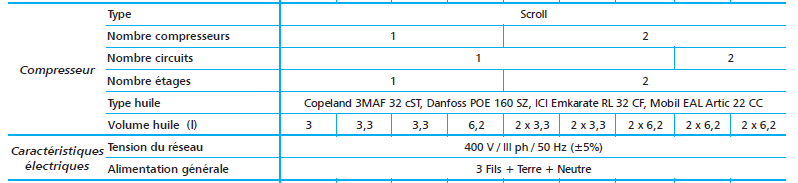 Type Scroll
Nombre compresseurs 1 2
Nombre circuits 1 2
Compresseur
Nombre étages 1 2
Type huile Copeland 3MAF 32 cST, Danfoss POE 160 SZ, ICI Emkarate RL 32 CF, Mobil EAL Artic 22 CC
Volume huile (l) 3 3,3 3,3 6,2 2 x 3,3 2 x 3,3 2 x 6,2 2 x 6,2 2 x 6,2
Caractéristiques électriques
Tension du réseau 400 V / III ph / 50 Hz (±5%)
Alimentation générale 3 Fils + Terre + Neutre